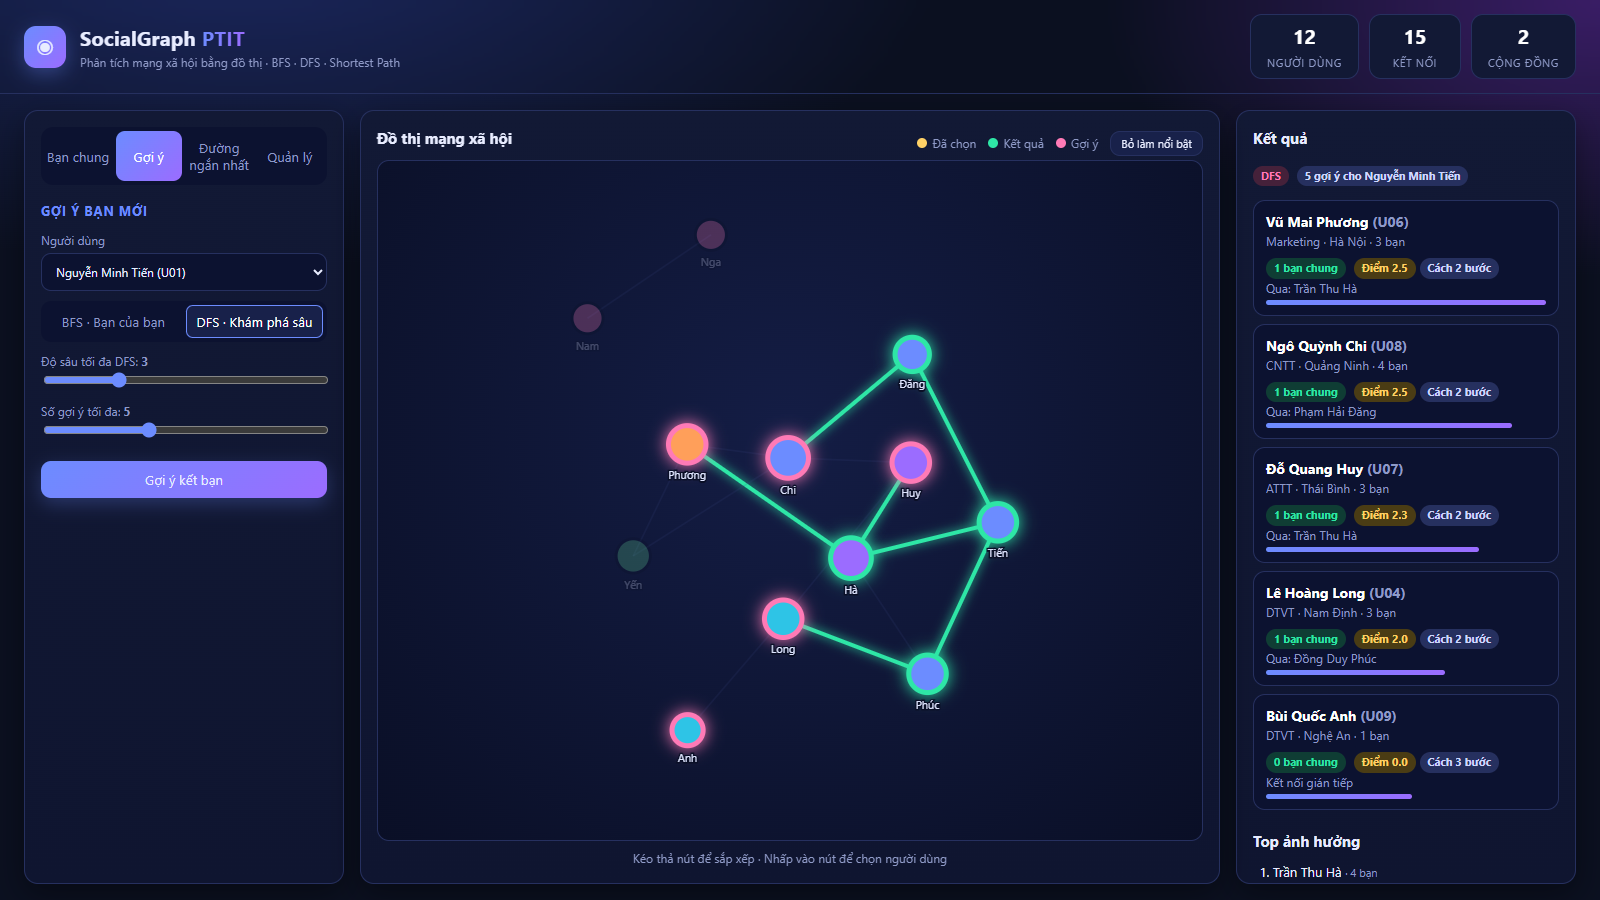 SocialGraph PTIT
Phân tích mạng xã hội bằng đồ thị · BFS · DFS · Shortest Path
12
NGƯỜI DÙNG
15
KẾT NỐI
2
CỘNG ĐỒNG
Bạn chung
Gợi ý
Đường
ngắn nhất
Quản lý
GỢI Ý BẠN MỚI
Người dùng
Nguyễn Minh Tiến (U01)
BFS · Bạn của bạn
DFS · Khám phá sâu
Độ sâu tối đa DFS: 3
Số gợi ý tối đa: 5
Gợi ý kết bạn
Đồ thị mạng xã hội
Đã chọn
Kết quả
Gợi ý
Bỏ làm nổi bật
Nga
Nam
Đăng
Phương
Chi
Huy
Tiến
Yến
Hà
Long
Phúc
Anh
Kéo thả nút để sắp xếp · Nhấp vào nút để chọn người dùng
Kết quả
DFS
5 gợi ý cho Nguyễn Minh Tiến
Vũ Mai Phương (U06)
Marketing · Hà Nội · 3 bạn
1 bạn chung
Điểm 2.5
Cách 2 bước
Qua: Trần Thu Hà
Ngô Quỳnh Chi (U08)
CNTT · Quảng Ninh · 4 bạn
1 bạn chung
Điểm 2.5
Cách 2 bước
Qua: Phạm Hải Đăng
Đỗ Quang Huy (U07)
ATTT · Thái Bình · 3 bạn
1 bạn chung
Điểm 2.3
Cách 2 bước
Qua: Trần Thu Hà
Lê Hoàng Long (U04)
DTVT · Nam Định · 3 bạn
1 bạn chung
Điểm 2.0
Cách 2 bước
Qua: Đồng Duy Phúc
Bùi Quốc Anh (U09)
DTVT · Nghệ An · 1 bạn
0 bạn chung
Điểm 0.0
Cách 3 bước
Kết nối gián tiếp
Top ảnh hưởng
1. Trần Thu Hà · 4 bạn